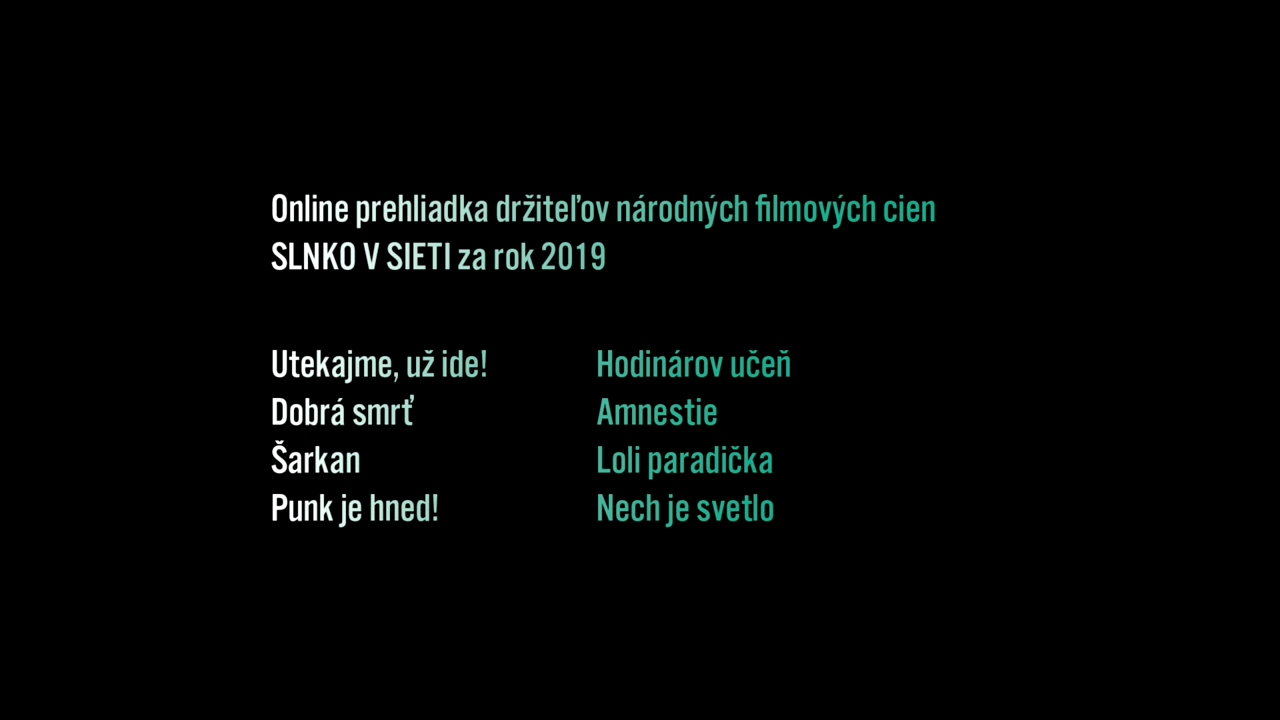 Online prehliadka držiteľov národných filmových cien
SLNKO V SIETI za rok 2019
Utekajme, už ide!
Dobrá smrť
Šarkan
Punk je hned!
Hodinárov učeň
Amnestie
Loli paradička
Nech je svetlo